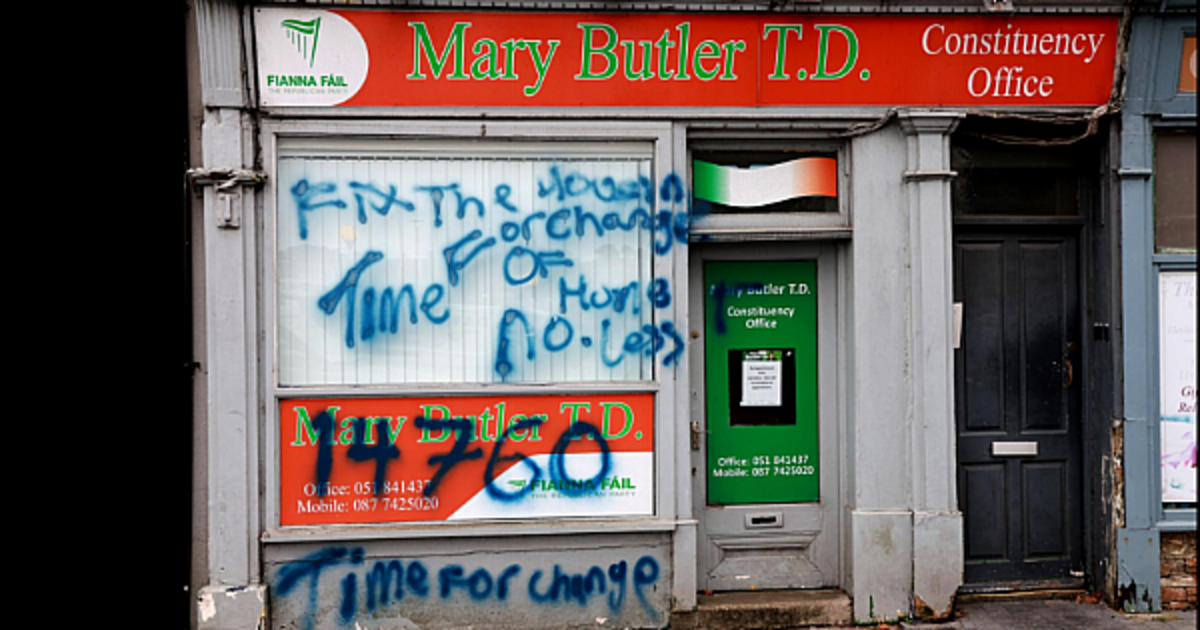 FIANNA FÁIL
THE REPUBLICAN PARTY
Mary Butler T.D.
Constituency
Office
FIX The
or change
Time F OF
Home
NO. Less
Mary Butler T.D.
Constituency
Office
Office: 051 841437
Mobile: 087 7425020
Mary Butler T.D.
14760
Office: 051 841437
Mobile: 087 7425020
FIANNA FÁIL
THE REPUBLICAN PARTY
Time For change